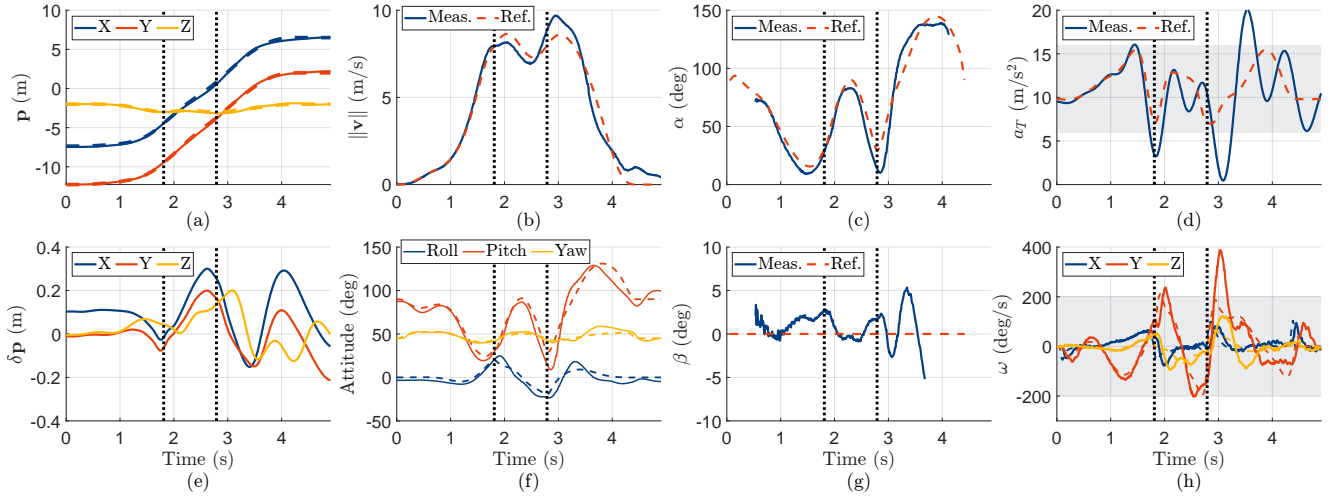 p (m)
10
5
0
-5
-10
X Y Z
0 1 2 3 4
(a)
‖v‖ (m/s)
10
5
0
Meas. Ref.
0 1 2 3 4
(b)
α (deg)
150
100
50
0
Meas. Ref.
0 1 2 3 4
(c)
a_T (m/s²)
20
15
10
5
0
Meas. Ref.
0 1 2 3 4
(d)
δp (m)
0.4
0.2
0
-0.2
-0.4
X Y Z
0 1 2 3 4
Time (s)
(e)
Attitude (deg)
150
100
50
0
-50
Roll Pitch Yaw
0 1 2 3 4
Time (s)
(f)
β (deg)
10
5
0
-5
-10
Meas. Ref.
0 1 2 3 4
Time (s)
(g)
ω (deg/s)
400
200
0
-200
X Y Z
0 1 2 3 4
Time (s)
(h)